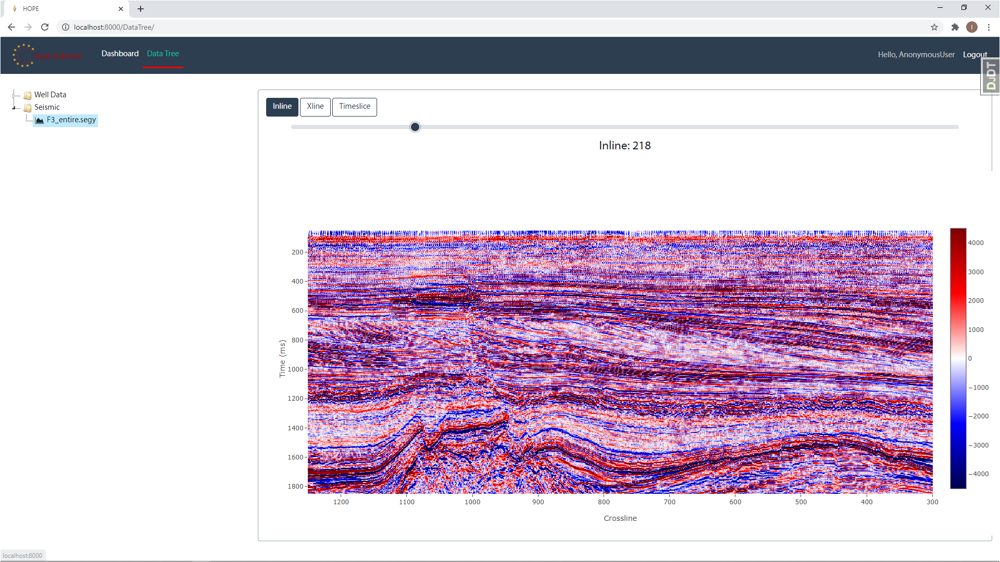 HOPE
localhost:8000/DataTree/
I
Hope Solution
Dashboard
Data Tree
Hello, AnonymousUser
Logout
DJDT
Well Data
Seismic
F3_entire.segy
Inline
Xline
Timeslice
Inline: 218
200
400
600
800
1000
1200
1400
1600
1800
Time (ms)
1200 1100 1000 900 800 700 600 500 400 300
Crossline
4000
3000
2000
1000
0
−1000
−2000
−3000
−4000
localhost:8000